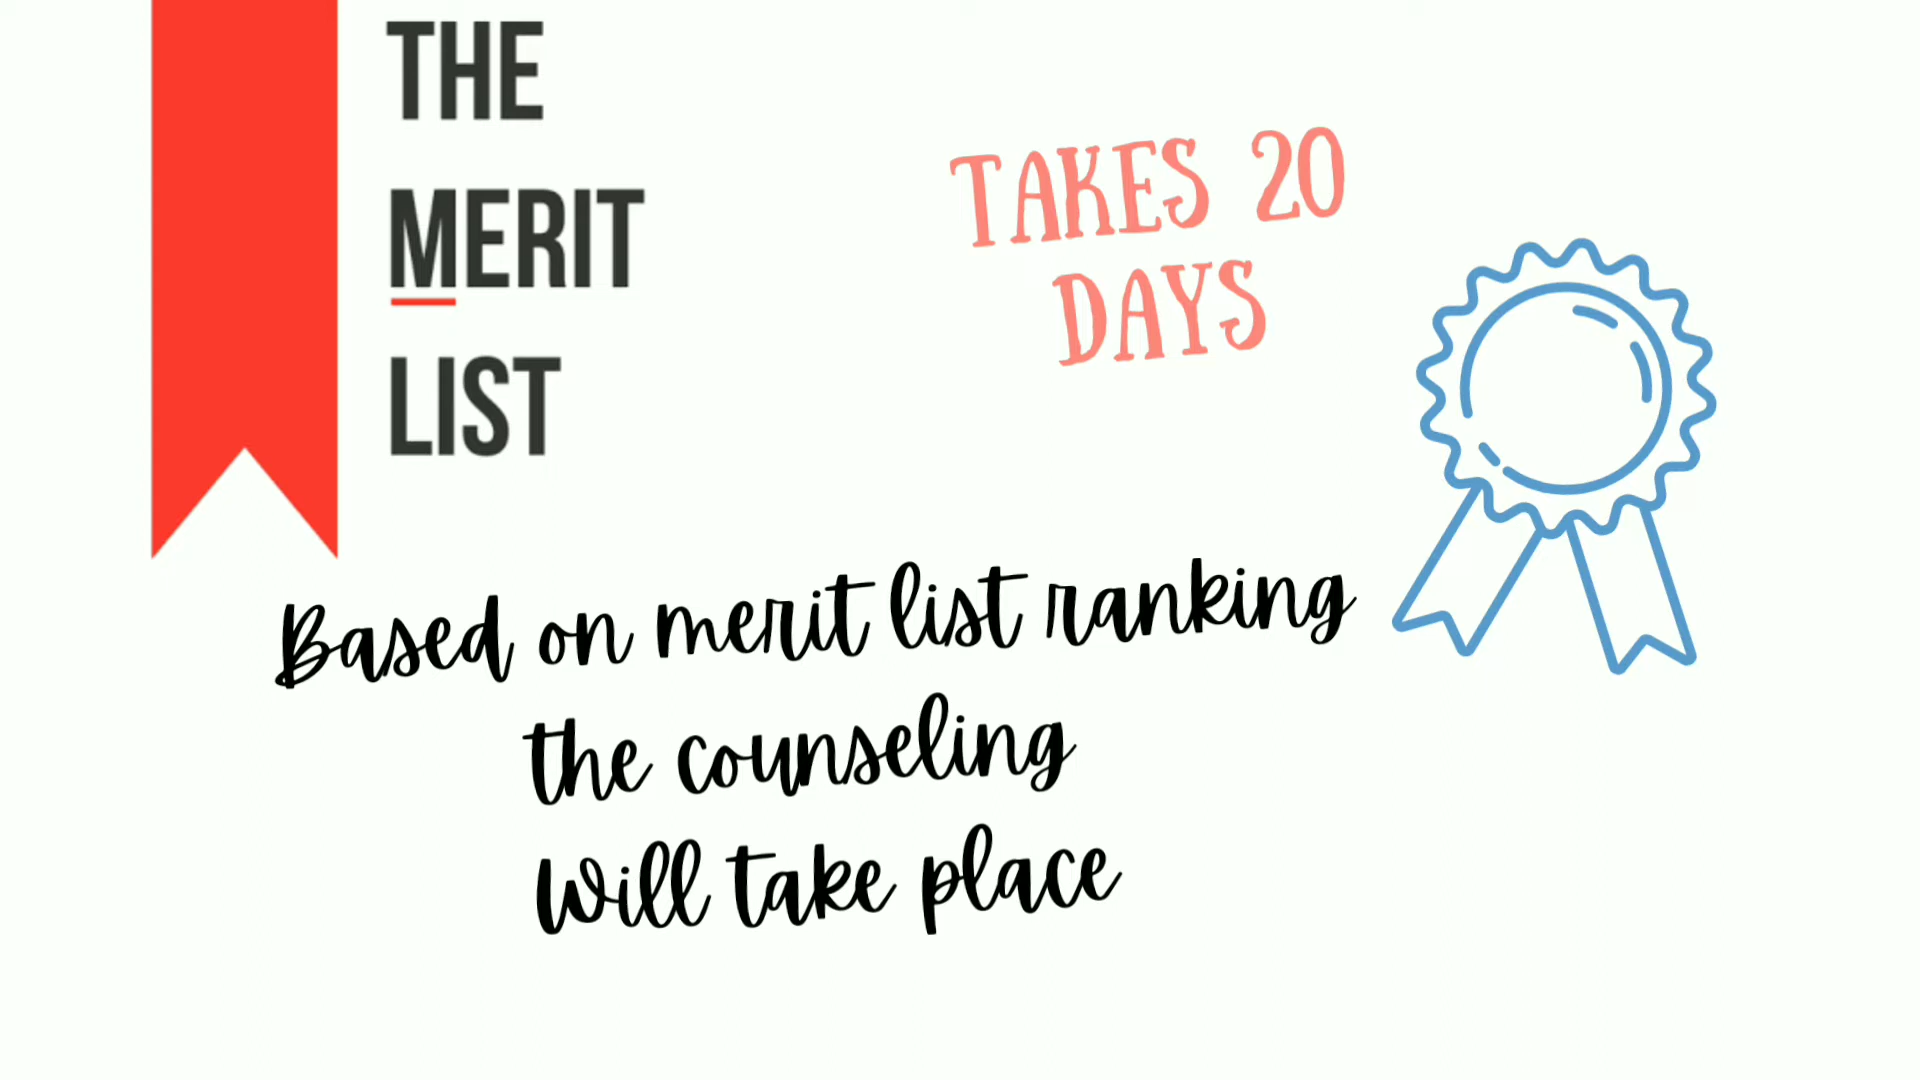 THE
MERIT
LIST
TAKES 20
DAYS
Based on merit list ranking
the counseling
Will take place